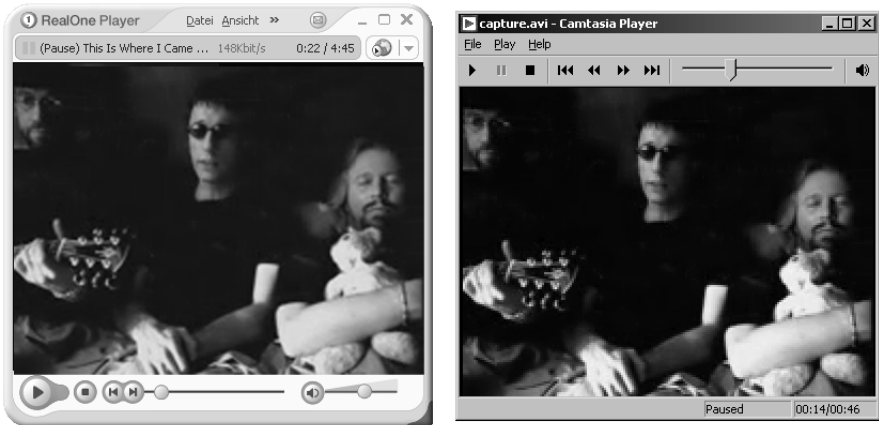 RealOne Player Datei Ansicht »
(Pause) This Is Where I Came ... 148Kbit/s 0:22 / 4:45
capture.avi - Camtasia Player
File Play Help
Paused 00:14/00:46